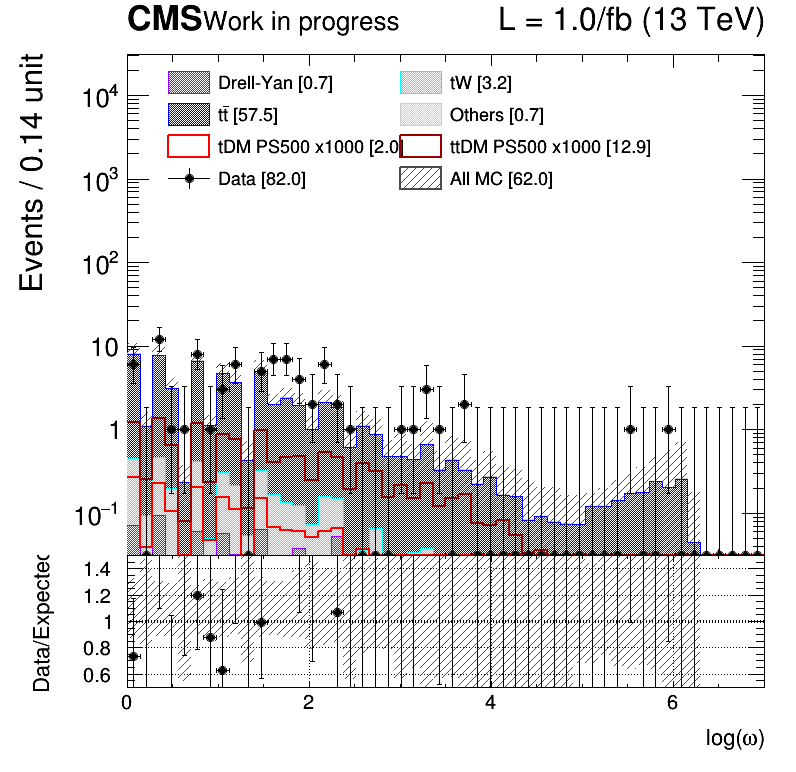 CMS Work in progress L = 1.0/fb (13 TeV)
Events / 0.14 unit
Drell-Yan [0.7] tW [3.2]
tt̄ [57.5] Others [0.7]
tDM PS500 x1000 [2.0 ttDM PS500 x1000 [12.9]
Data [82.0] All MC [62.0]
10⁴
10³
10²
10
1
10⁻¹
Data/Expected
1.4
1.2
1
0.8
0.6
0 2 4 6
log(ω)